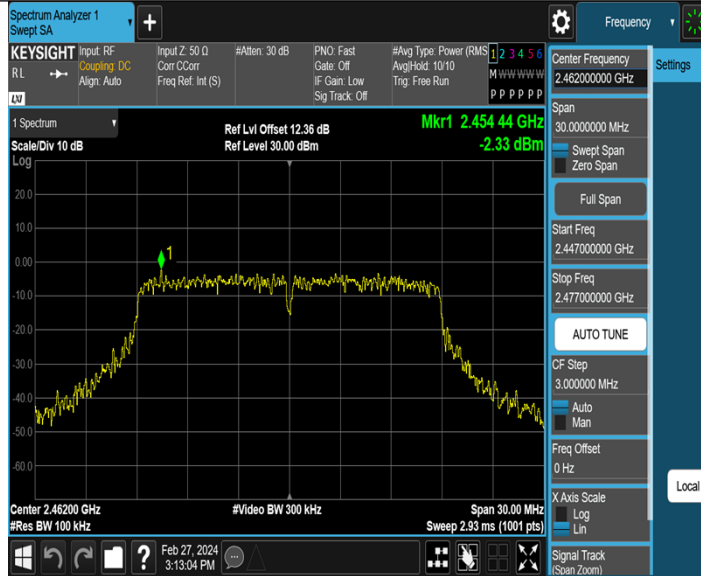 Spectrum Analyzer 1
Swept SA
+
Frequency
KEYSIGHT
RL
LXI
Input: RF
Coupling: DC
Align: Auto
Input Z: 50 Ω
Corr CCorr
Freq Ref: Int (S)
#Atten: 30 dB
PNO: Fast
Gate: Off
IF Gain: Low
Sig Track: Off
#Avg Type: Power (RMS
Avg|Hold: 10/10
Trig: Free Run
1 2 3 4 5 6
M W W W W W
P P P P P P
1 Spectrum
Scale/Div 10 dB
Log
Ref Lvl Offset 12.36 dB
Ref Level 30.00 dBm
Mkr1 2.454 44 GHz
-2.33 dBm
20.0
10.0
0.00
-10.0
-20.0
-30.0
-40.0
-50.0
-60.0
1
Center 2.46200 GHz
#Res BW 100 kHz
#Video BW 300 kHz
Span 30.00 MHz
Sweep 2.93 ms (1001 pts)
?
Feb 27, 2024
3:13:04 PM
Center Frequency
2.462000000 GHz
Span
30.0000000 MHz
Swept Span
Zero Span
Full Span
Start Freq
2.447000000 GHz
Stop Freq
2.477000000 GHz
AUTO TUNE
CF Step
3.000000 MHz
Auto
Man
Freq Offset
0 Hz
X Axis Scale
Log
Lin
Signal Track
(Span Zoom)
Settings
Local